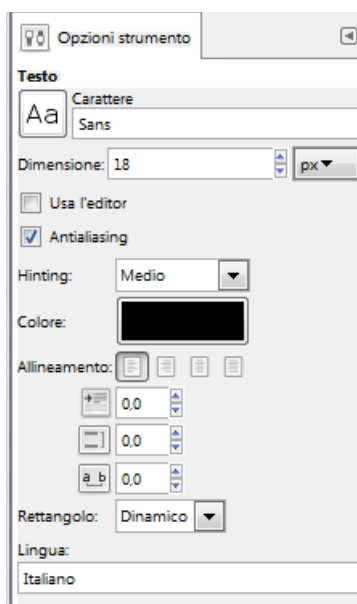 Opzioni strumento
Testo
Aa
Carattere
Sans
Dimensione: 18 px
Usa l'editor
Antialiasing
Hinting: Medio
Colore:
Allineamento:
0,0
0,0
a b 0,0
Rettangolo: Dinamico
Lingua:
Italiano